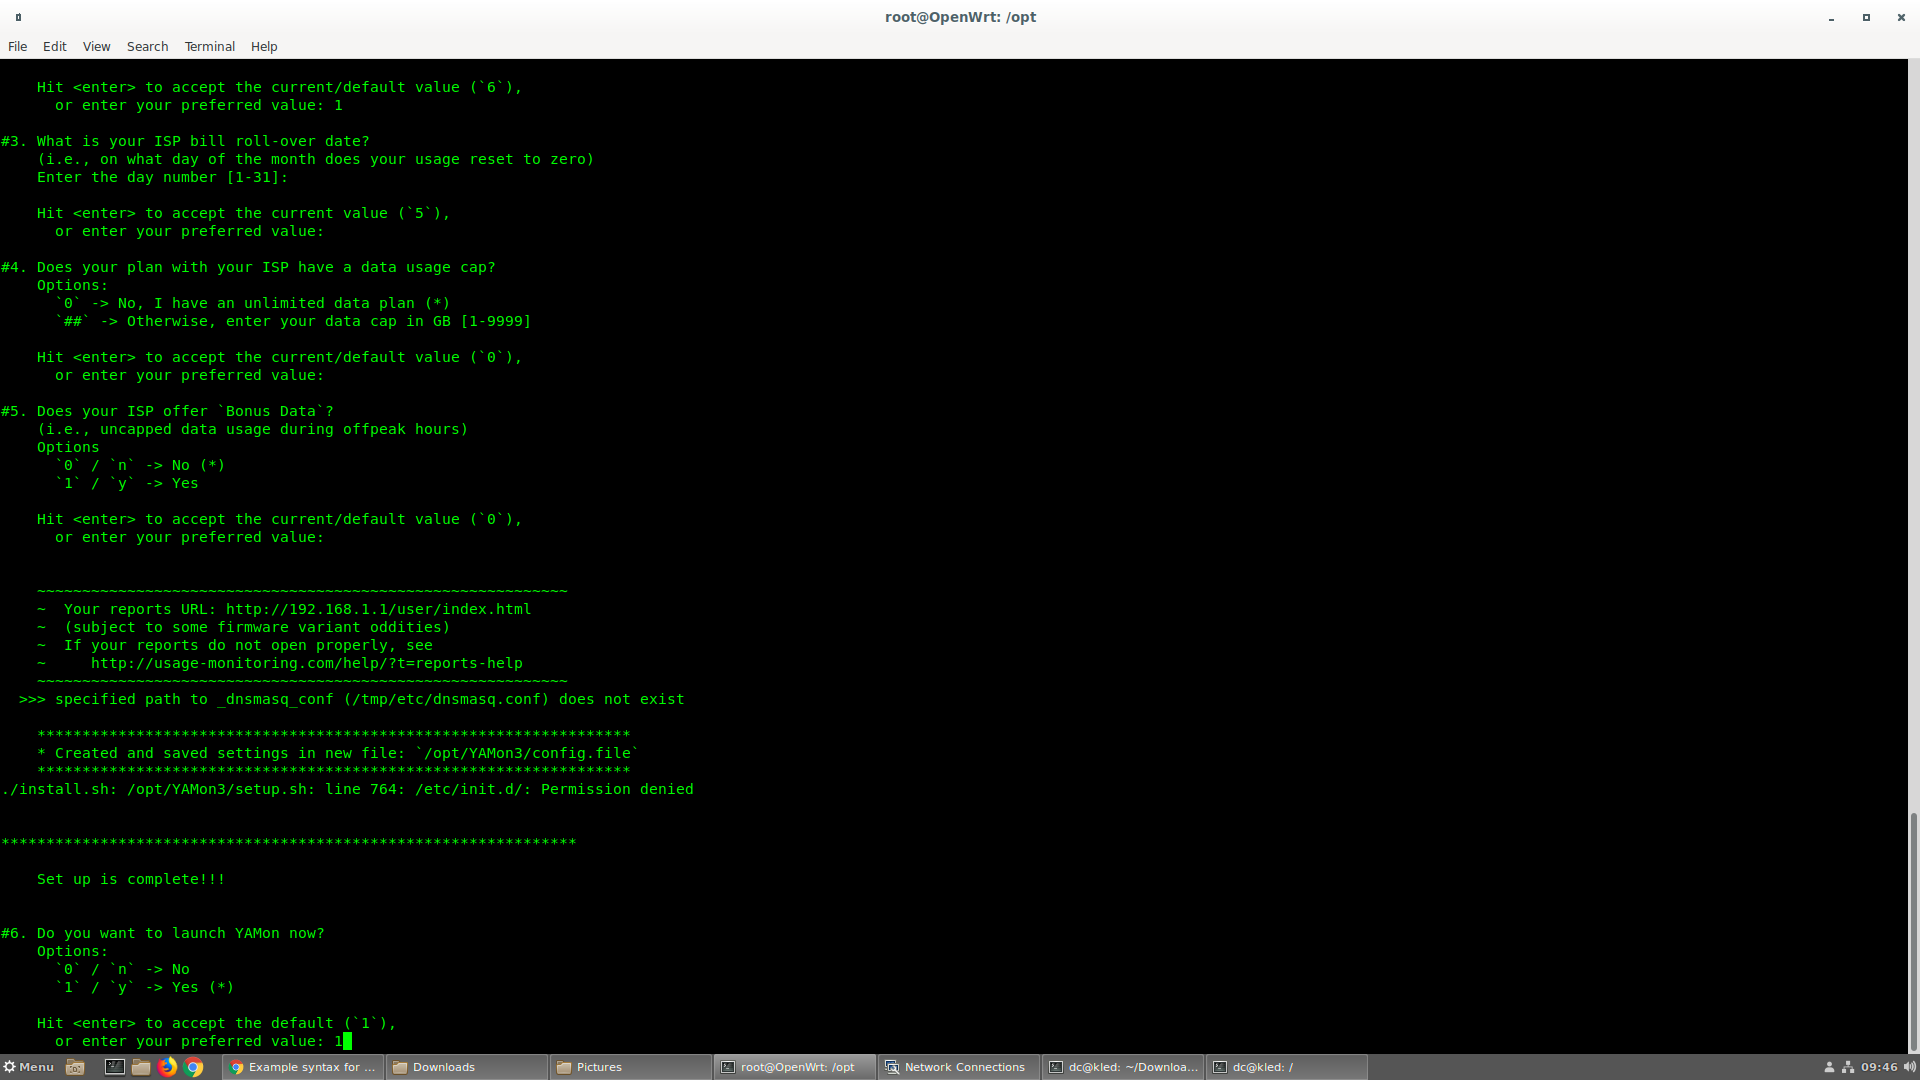 root@OpenWrt: /opt
File Edit View Search Terminal Help
Hit <enter> to accept the current/default value (`6`),
or enter your preferred value: 1
#3. What is your ISP bill roll-over date?
(i.e., on what day of the month does your usage reset to zero)
Enter the day number [1-31]:
Hit <enter> to accept the current value (`5`),
or enter your preferred value:
#4. Does your plan with your ISP have a data usage cap?
Options:
`0` -> No, I have an unlimited data plan (*)
`##` -> Otherwise, enter your data cap in GB [1-9999]
Hit <enter> to accept the current/default value (`0`),
or enter your preferred value:
#5. Does your ISP offer `Bonus Data`?
(i.e., uncapped data usage during offpeak hours)
Options
`0` / `n` -> No (*)
`1` / `y` -> Yes
Hit <enter> to accept the current/default value (`0`),
or enter your preferred value:
~~~~~~~~~~~~~~~~~~~~~~~~~~~~~~~~~~~~~~~~~~~~~~~~~~~~~~~~~~~
~  Your reports URL: http://192.168.1.1/user/index.html
~  (subject to some firmware variant oddities)
~  If your reports do not open properly, see
~     http://usage-monitoring.com/help/?t=reports-help
~~~~~~~~~~~~~~~~~~~~~~~~~~~~~~~~~~~~~~~~~~~~~~~~~~~~~~~~~~~
>>> specified path to _dnsmasq_conf (/tmp/etc/dnsmasq.conf) does not exist
******************************************************************
* Created and saved settings in new file: `/opt/YAMon3/config.file`
******************************************************************
./install.sh: /opt/YAMon3/setup.sh: line 764: /etc/init.d/: Permission denied
****************************************************************
Set up is complete!!!
#6. Do you want to launch YAMon now?
Options:
`0` / `n` -> No
`1` / `y` -> Yes (*)
Hit <enter> to accept the default (`1`),
or enter your preferred value: 1
Menu Example syntax for ... Downloads Pictures root@OpenWrt: /opt Network Connections dc@kled: ~/Downloa... dc@kled: / 09:46